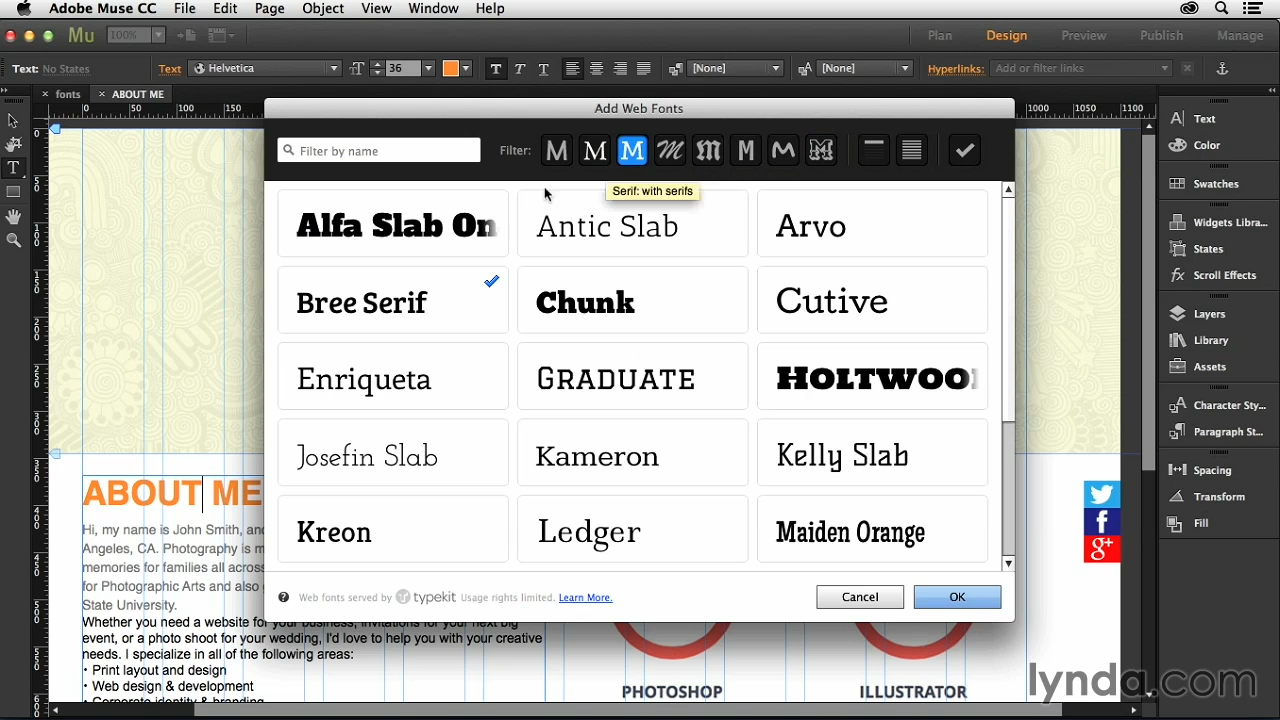 Adobe Muse CC File Edit Page Object View Window Help
Mu 100% Plan Design Preview Publish Manage
Text: No States Text Helvetica 36 T T T [None] [None] Hyperlinks: Add or filter links
× fonts × ABOUT ME
0 50 100 150 1000 1050 1100
Add Web Fonts
Filter by name
Filter: M M M M M M M M
Serif: with serifs
Alfa Slab On Antic Slab Arvo
Bree Serif Chunk Cutive
Enriqueta Graduate Holtwoo
Josefin Slab Kameron Kelly Slab
Kreon Ledger Maiden Orange
Web fonts served by typekit Usage rights limited. Learn More.
Cancel OK
Text
Color
Swatches
Widgets Libra...
States
Scroll Effects
Layers
Library
Assets
Character Sty...
Paragraph St...
Spacing
Transform
Fill
ABOUT ME
Hi, my name is John Smith, an
Angeles, CA. Photography is m
memories for families all across
for Photographic Arts and also
State University.
Whether you need a website for your business, invitations for your next big
event, or a photo shoot for your wedding, I'd love to help you with your creative
needs. I specialize in all of the following areas:
• Print layout and design
• Web design & development
• Corporate identity & branding
PHOTOSHOP ILLUSTRATOR
lynda.com